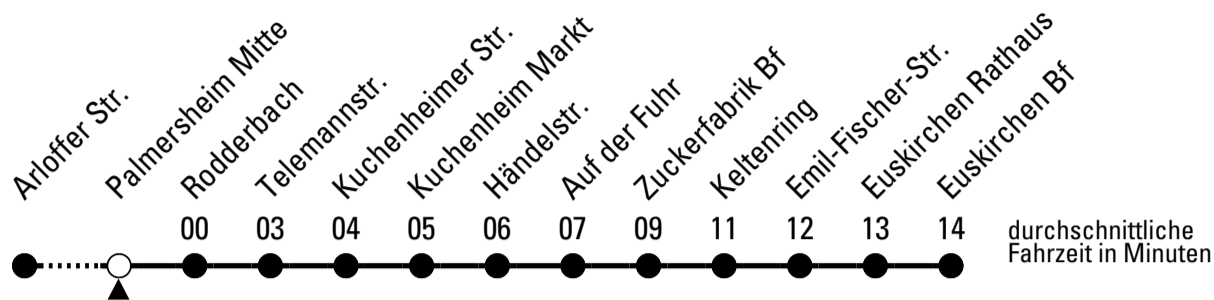 Arloffer Str.
Palmersheim Mitte
Rodderbach
Telemannstr.
Kuchenheimer Str.
Kuchenheim Markt
Händelstr.
Auf der Fuhr
Zuckerfabrik Bf
Keltenring
Emil-Fischer-Str.
Euskirchen Rathaus
Euskirchen Bf
00 03 04 05 06 07 09 11 12 13 14
durchschnittliche
Fahrzeit in Minuten